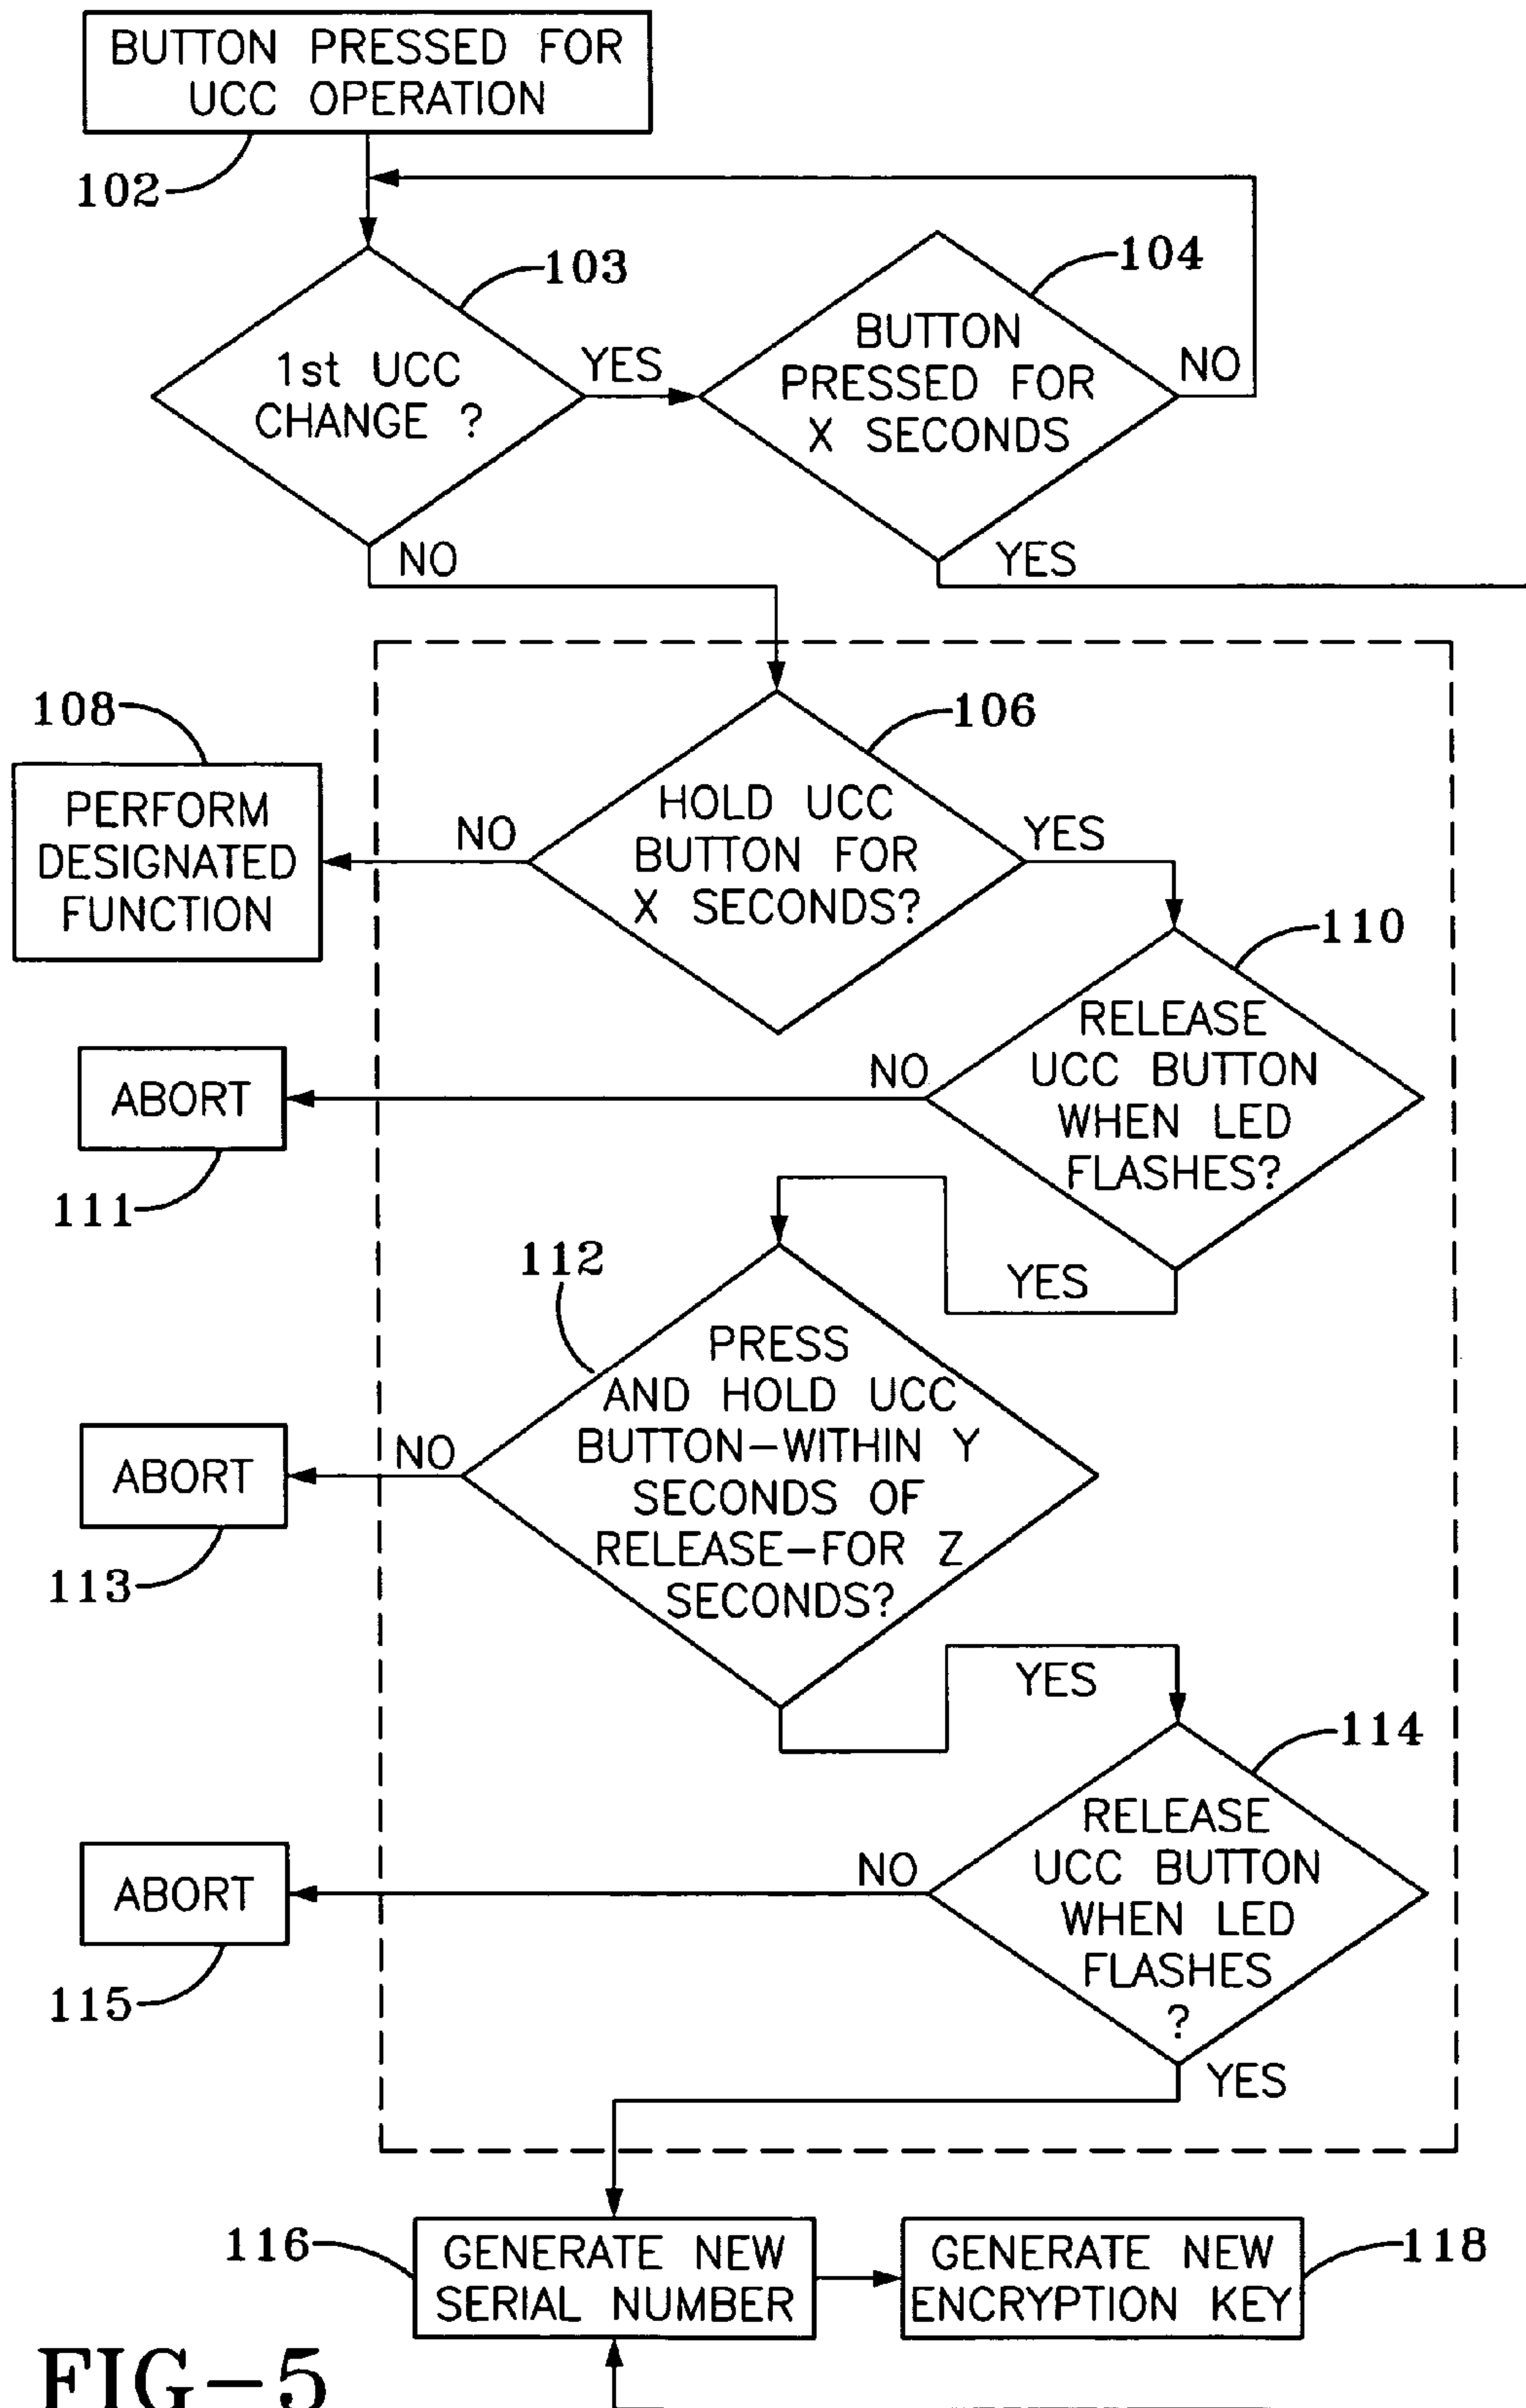 BUTTON PRESSED FOR
UCC OPERATION
102
103
1st UCC
CHANGE ?
YES
104
BUTTON
PRESSED FOR
X SECONDS
NO
NO
YES
106
HOLD UCC
BUTTON FOR
X SECONDS?
108
PERFORM
DESIGNATED
FUNCTION
NO
YES
110
RELEASE
UCC BUTTON
WHEN LED
FLASHES?
NO
ABORT
111
YES
112
PRESS
AND HOLD UCC
BUTTON-WITHIN Y
SECONDS OF
RELEASE-FOR Z
SECONDS?
NO
ABORT
113
YES
114
RELEASE
UCC BUTTON
WHEN LED
FLASHES
?
NO
ABORT
115
YES
116
GENERATE NEW
SERIAL NUMBER
GENERATE NEW
ENCRYPTION KEY
118
FIG-5